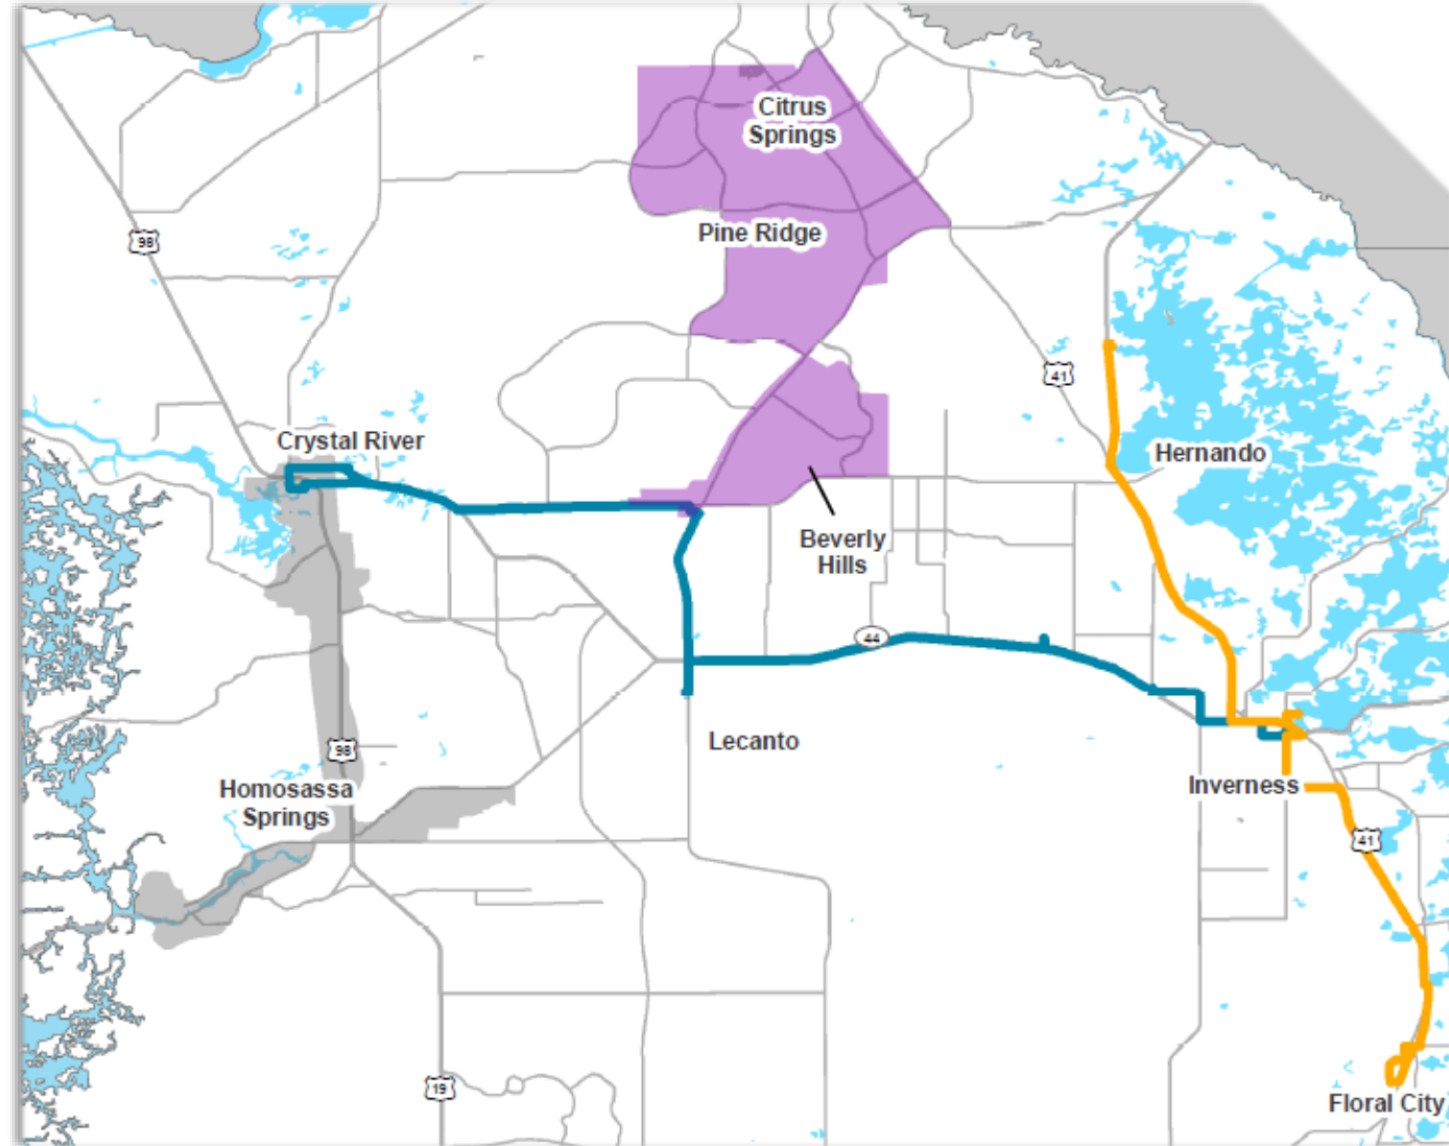 Citrus
Springs
Pine Ridge
98
41
Crystal River
Hernando
Beverly
Hills
44
Lecanto
98
Homosassa
Springs
Inverness
41
19
Floral City